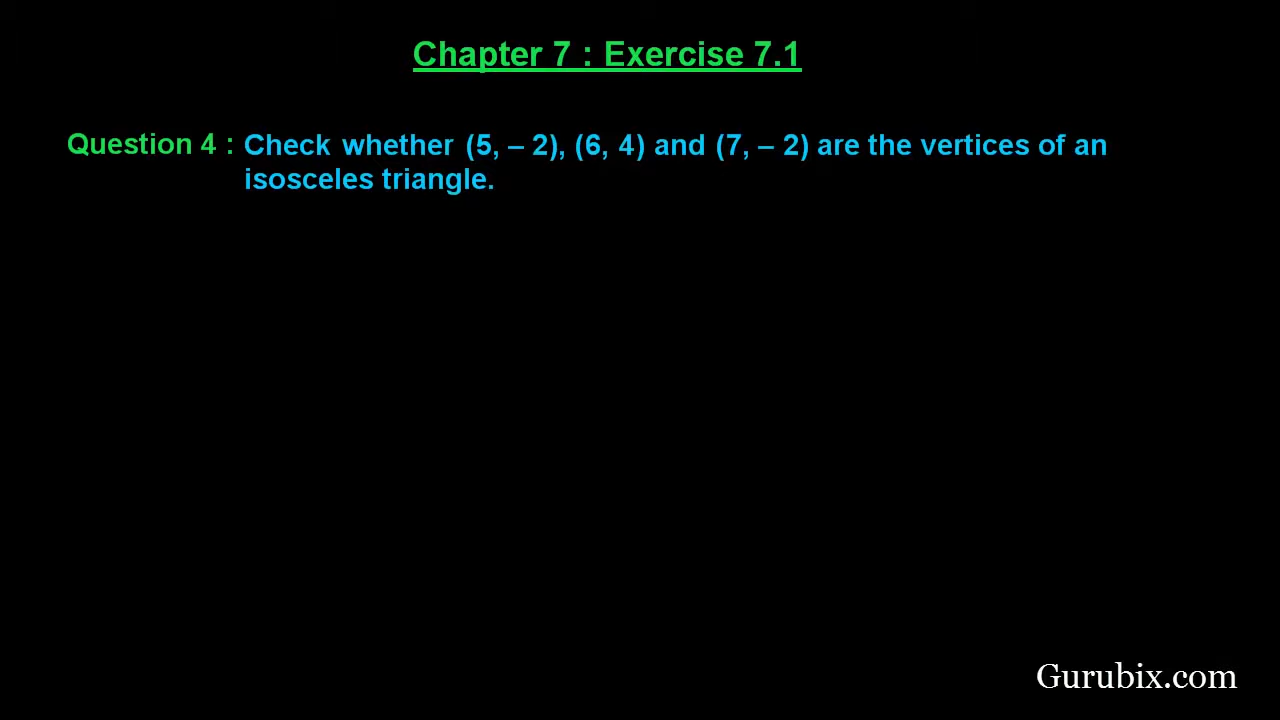 Chapter 7 : Exercise 7.1
Question 4 : Check whether (5, – 2), (6, 4) and (7, – 2) are the vertices of an
isosceles triangle.
Gurubix.com